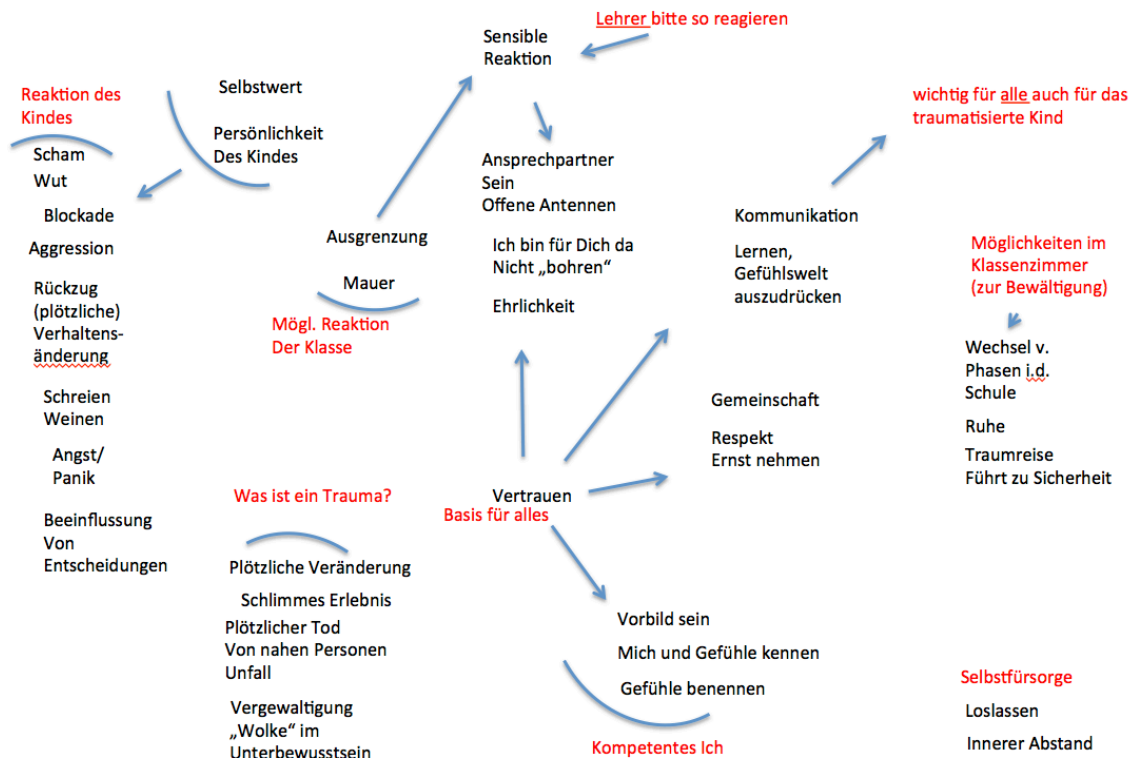 Lehrer bitte so reagieren
Sensible
Reaktion
Reaktion des
Kindes
Scham
Wut
Blockade
Aggression
Rückzug
(plötzliche)
Verhaltens-
änderung
Schreien
Weinen
Angst/
Panik
Beeinflussung
Von
Entscheidungen
Selbstwert
Persönlichkeit
Des Kindes
Ausgrenzung
Mauer
Mögl. Reaktion
Der Klasse
Ansprechpartner
Sein
Offene Antennen
Ich bin für Dich da
Nicht „bohren“
Ehrlichkeit
wichtig für alle auch für das
traumatisierte Kind
Kommunikation
Lernen,
Gefühlswelt
auszudrücken
Möglichkeiten im
Klassenzimmer
(zur Bewältigung)
Wechsel v.
Phasen i.d.
Schule
Ruhe
Traumreise
Führt zu Sicherheit
Gemeinschaft
Respekt
Ernst nehmen
Vertrauen
Basis für alles
Was ist ein Trauma?
Plötzliche Veränderung
Schlimmes Erlebnis
Plötzlicher Tod
Von nahen Personen
Unfall
Vergewaltigung
„Wolke“ im
Unterbewusstsein
Vorbild sein
Mich und Gefühle kennen
Gefühle benennen
Kompetentes Ich
Selbstfürsorge
Loslassen
Innerer Abstand